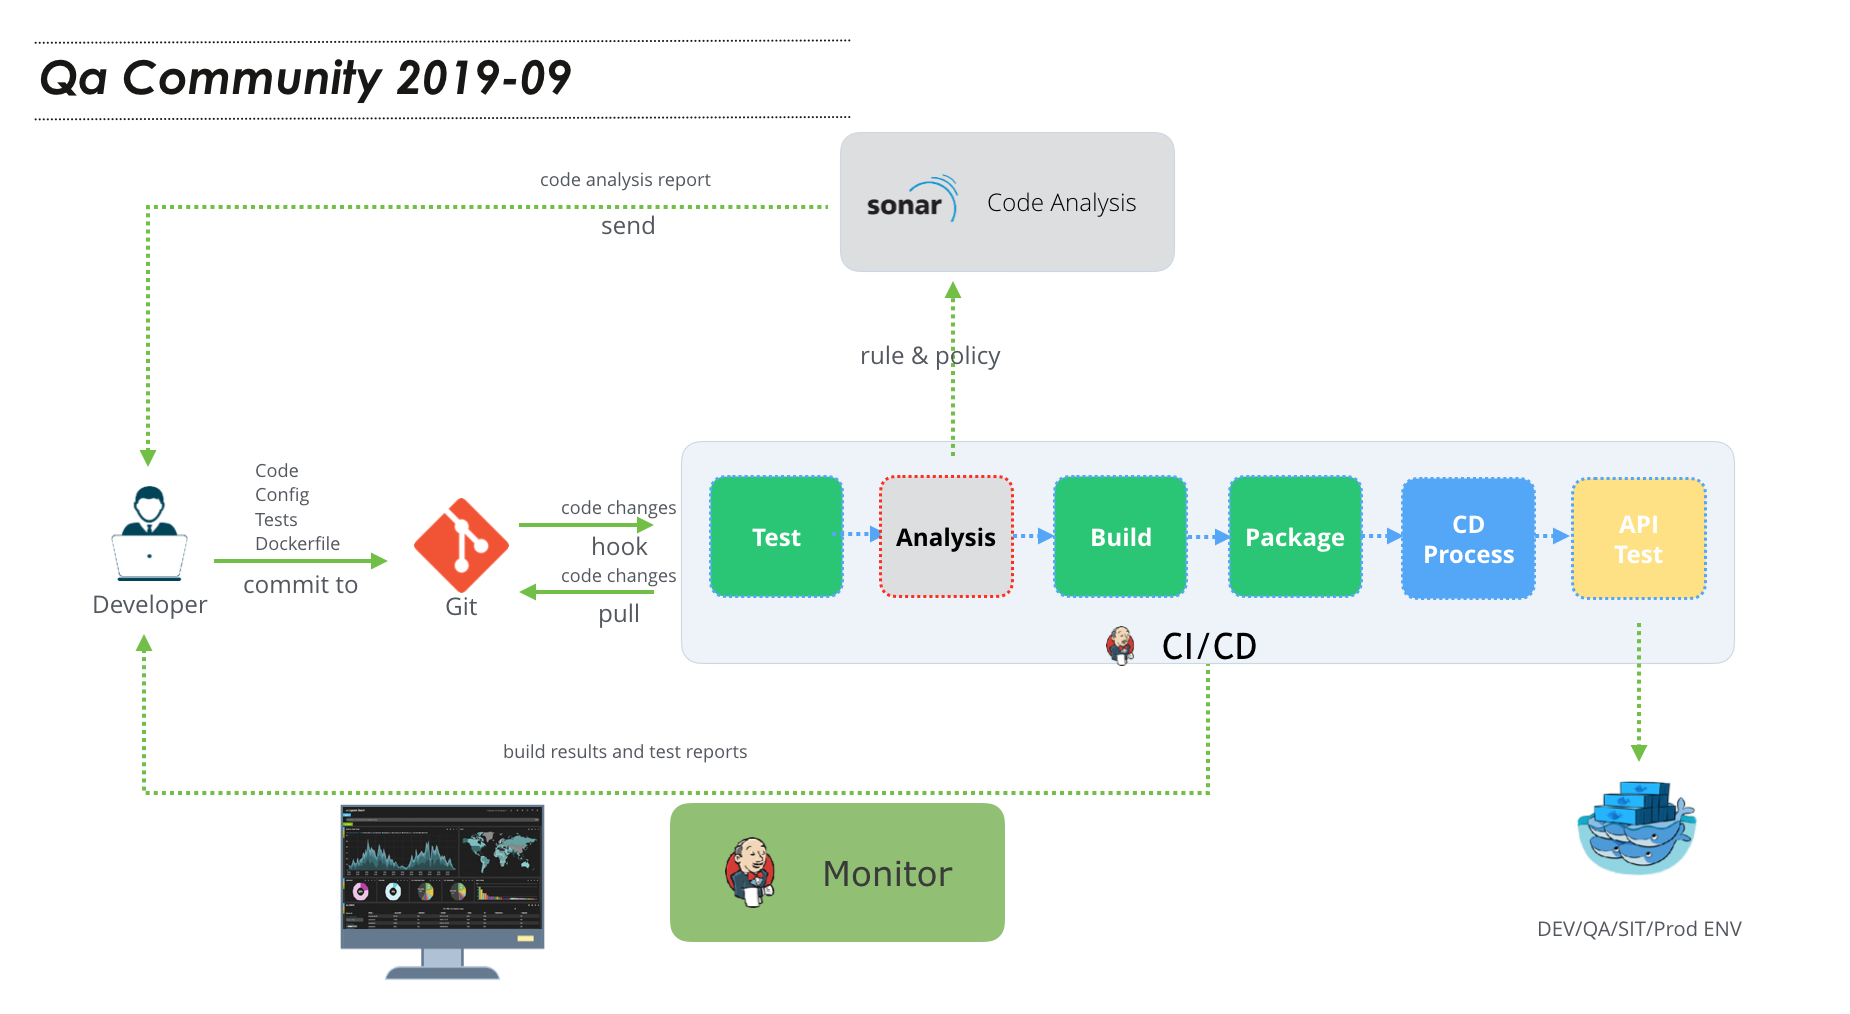 Qa Community 2019-09
code analysis report
send
sonar
Code Analysis
rule & policy
Code
Config
Tests
Dockerfile
commit to
Developer
Git
code changes
hook
code changes
pull
Test
Analysis
Build
Package
CD
Process
API
Test
CI/CD
build results and test reports
Monitor
DEV/QA/SIT/Prod ENV